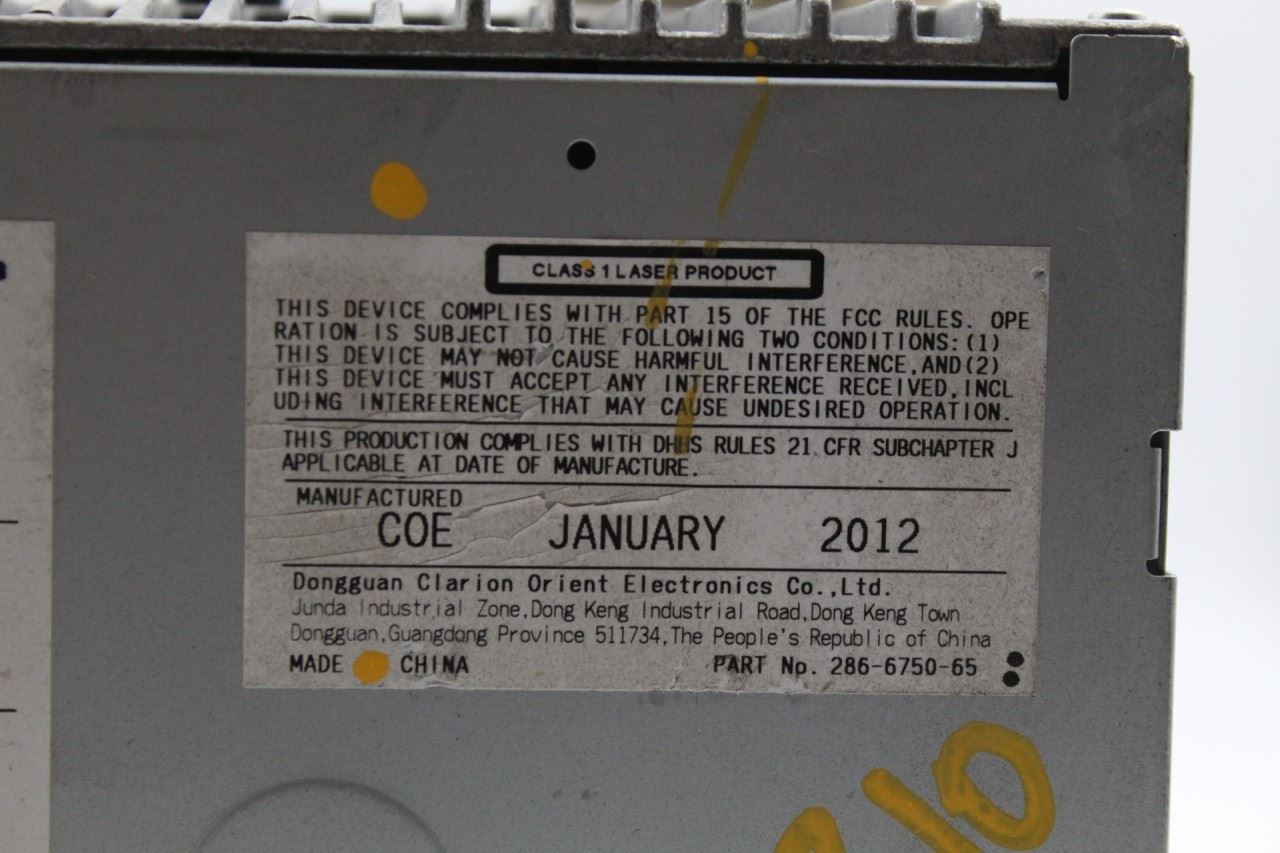 CLASS 1 LASER PRODUCT
THIS DEVICE COMPLIES WITH PART 15 OF THE FCC RULES. OPE
RATION IS SUBJECT TO THE FOLLOWING TWO CONDITIONS:(1)
THIS DEVICE MAY NOT CAUSE HARMFUL INTERFERENCE,AND(2)
THIS DEVICE MUST ACCEPT ANY INTERFERENCE RECEIVED,INCL
UDING INTERFERENCE THAT MAY CAUSE UNDESIRED OPERATION.
THIS PRODUCTION COMPLIES WITH DHHS RULES 21 CFR SUBCHAPTER J
APPLICABLE AT DATE OF MANUFACTURE.
MANUFACTURED
COE JANUARY 2012
Dongguan Clarion Orient Electronics Co.,Ltd.
Junda Industrial Zone,Dong Keng Industrial Road,Dong Keng Town
Dongguan,Guangdong Province 511734,The People's Republic of China
MADE CHINA PART No. 286-6750-65